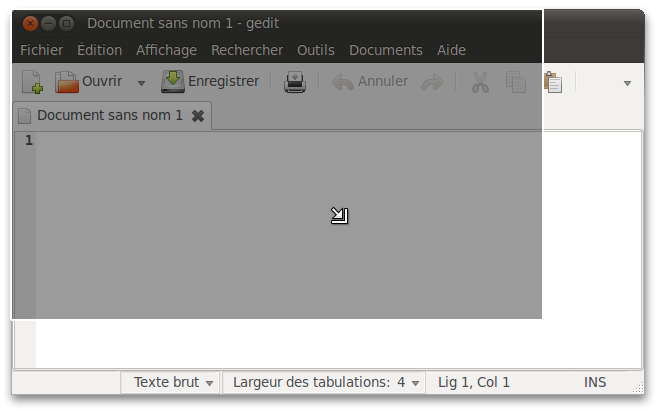 Document sans nom 1 - gedit
Fichier Édition Affichage Rechercher Outils Documents Aide
Ouvrir Enregistrer Annuler
Document sans nom 1
1
Texte brut Largeur des tabulations: 4 Lig 1, Col 1 INS